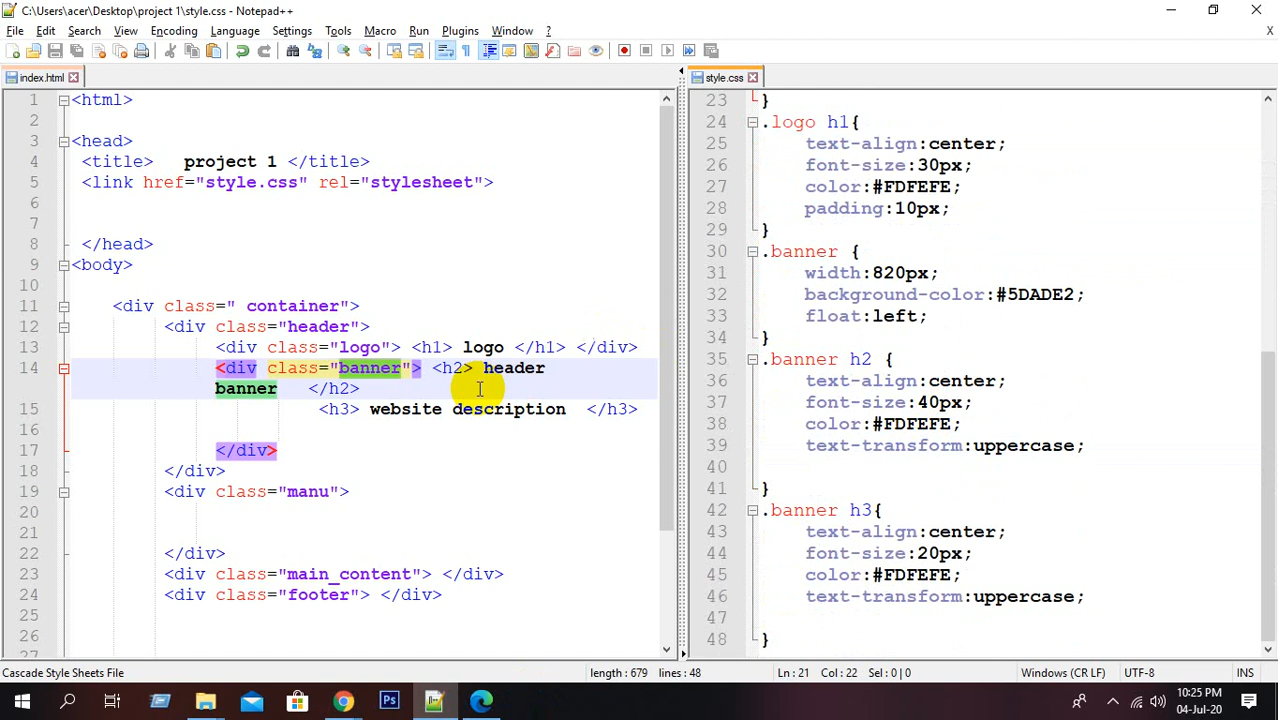 C:\Users\acer\Desktop\project 1\style.css - Notepad++
File Edit Search View Encoding Language Settings Tools Macro Run Plugins Window ? X
index.html style.css
1 <html>
2
3 <head>
4 <title> project 1 </title>
5 <link href="style.css" rel="stylesheet">
6
7
8 </head>
9 <body>
10
11 <div class=" container">
12 <div class="header">
13 <div class="logo"> <h1> logo </h1> </div>
14 <div class="banner"> <h2> header
banner </h2>
15 <h3> website description </h3>
16
17 </div>
18 </div>
19 <div class="manu">
20
21
22 </div>
23 <div class="main_content"> </div>
24 <div class="footer"> </div>
25
26
27
23 }
24 .logo h1{
25 text-align:center;
26 font-size:30px;
27 color:#FDFEFE;
28 padding:10px;
29 }
30 .banner {
31 width:820px;
32 background-color:#5DADE2;
33 float:left;
34 }
35 .banner h2 {
36 text-align:center;
37 font-size:40px;
38 color:#FDFEFE;
39 text-transform:uppercase;
40
41 }
42 .banner h3{
43 text-align:center;
44 font-size:20px;
45 color:#FDFEFE;
46 text-transform:uppercase;
47
48 }
Cascade Style Sheets File length : 679 lines : 48 Ln : 21 Col : 22 Sel : 0 | 0 Windows (CR LF) UTF-8 INS
Ps
10:25 PM
04-Jul-20